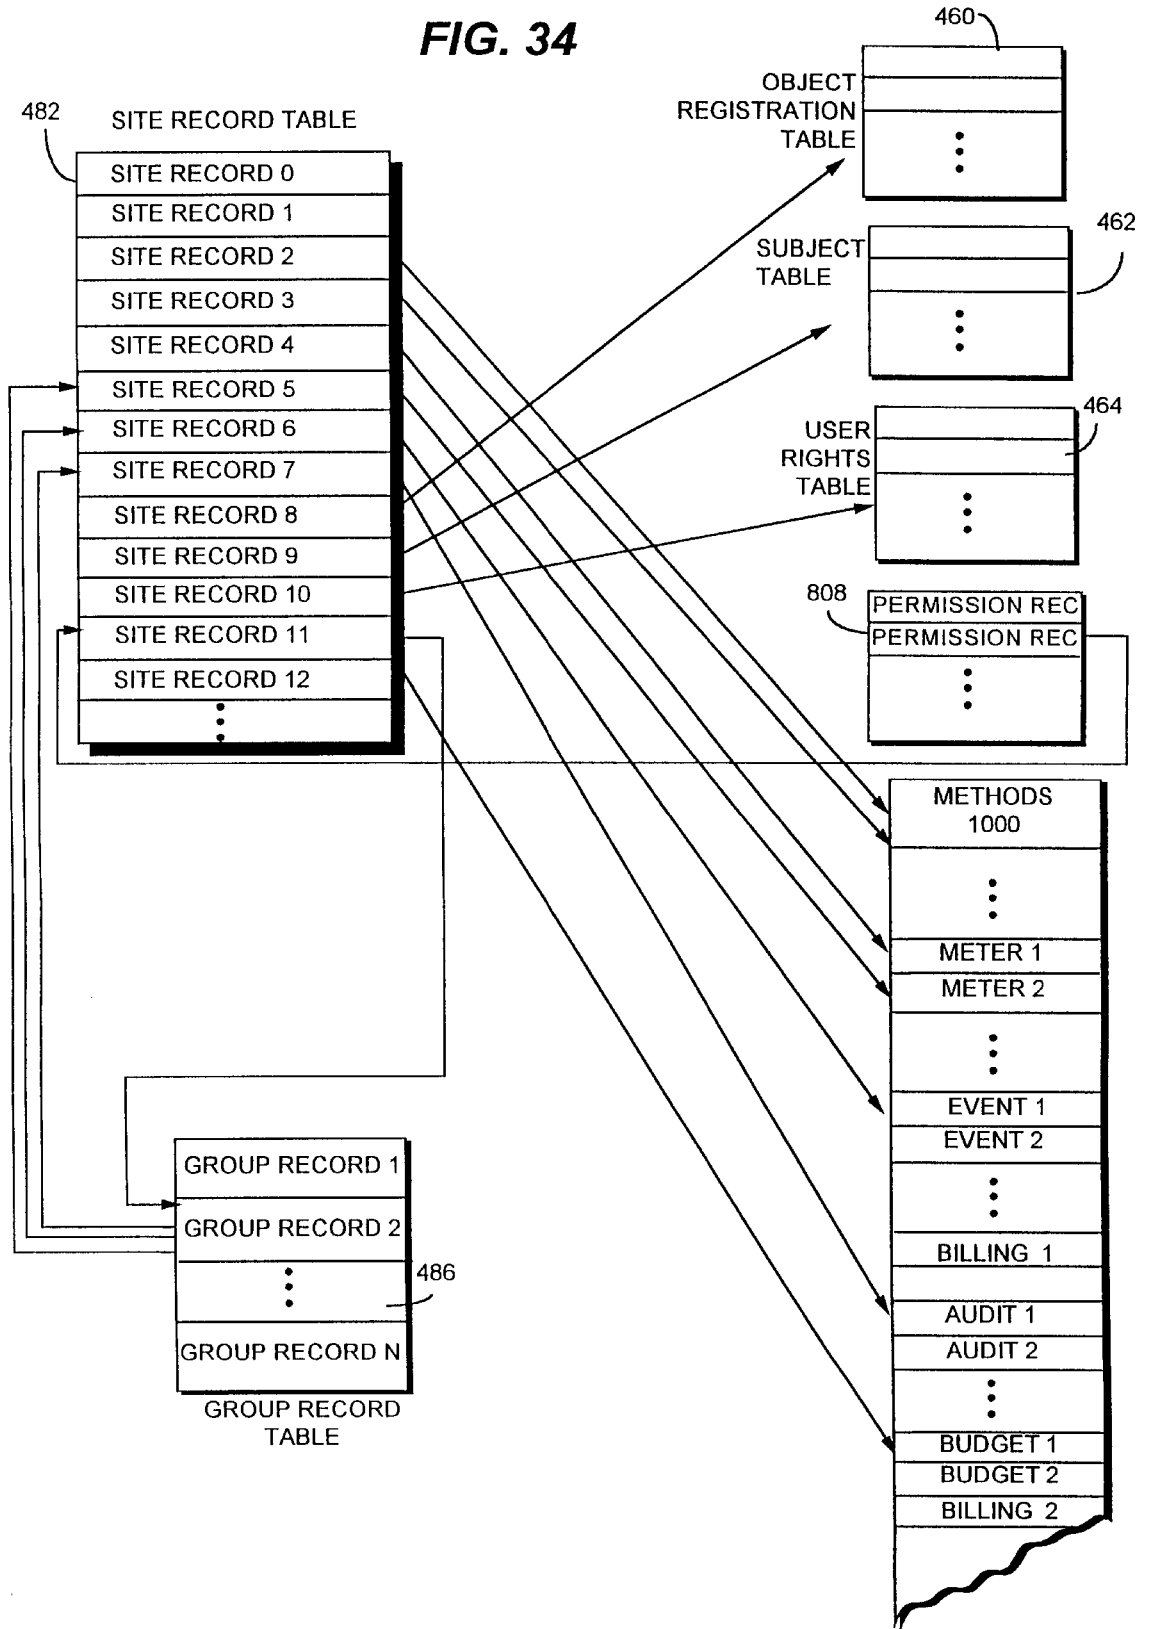 FIG. 34
482
SITE RECORD TABLE
SITE RECORD 0
SITE RECORD 1
SITE RECORD 2
SITE RECORD 3
SITE RECORD 4
SITE RECORD 5
SITE RECORD 6
SITE RECORD 7
SITE RECORD 8
SITE RECORD 9
SITE RECORD 10
SITE RECORD 11
SITE RECORD 12
460
OBJECT
REGISTRATION
TABLE
462
SUBJECT
TABLE
464
USER
RIGHTS
TABLE
808
PERMISSION REC
PERMISSION REC
METHODS
1000
METER 1
METER 2
EVENT 1
EVENT 2
BILLING 1
AUDIT 1
AUDIT 2
BUDGET 1
BUDGET 2
BILLING 2
GROUP RECORD 1
GROUP RECORD 2
486
GROUP RECORD N
GROUP RECORD
TABLE